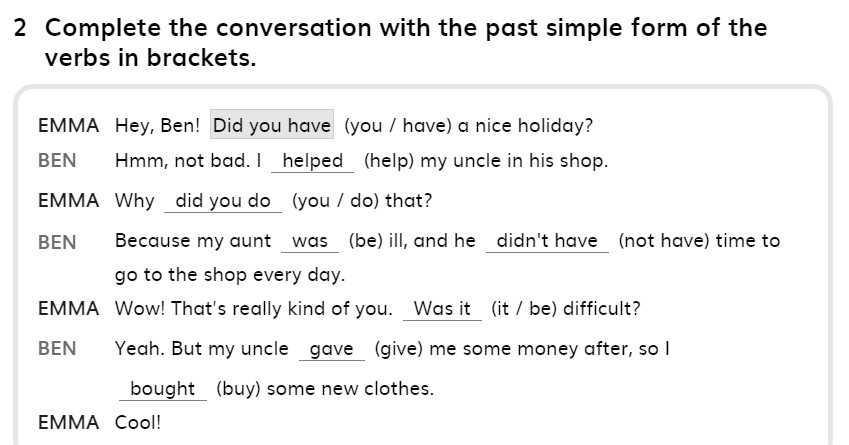 2 Complete the conversation with the past simple form of the
verbs in brackets.
EMMA Hey, Ben! Did you have (you / have) a nice holiday?
BEN Hmm, not bad. I helped (help) my uncle in his shop.
EMMA Why did you do (you / do) that?
BEN Because my aunt was (be) ill, and he didn't have (not have) time to
go to the shop every day.
EMMA Wow! That's really kind of you. Was it (it / be) difficult?
BEN Yeah. But my uncle gave (give) me some money after, so I
bought (buy) some new clothes.
EMMA Cool!